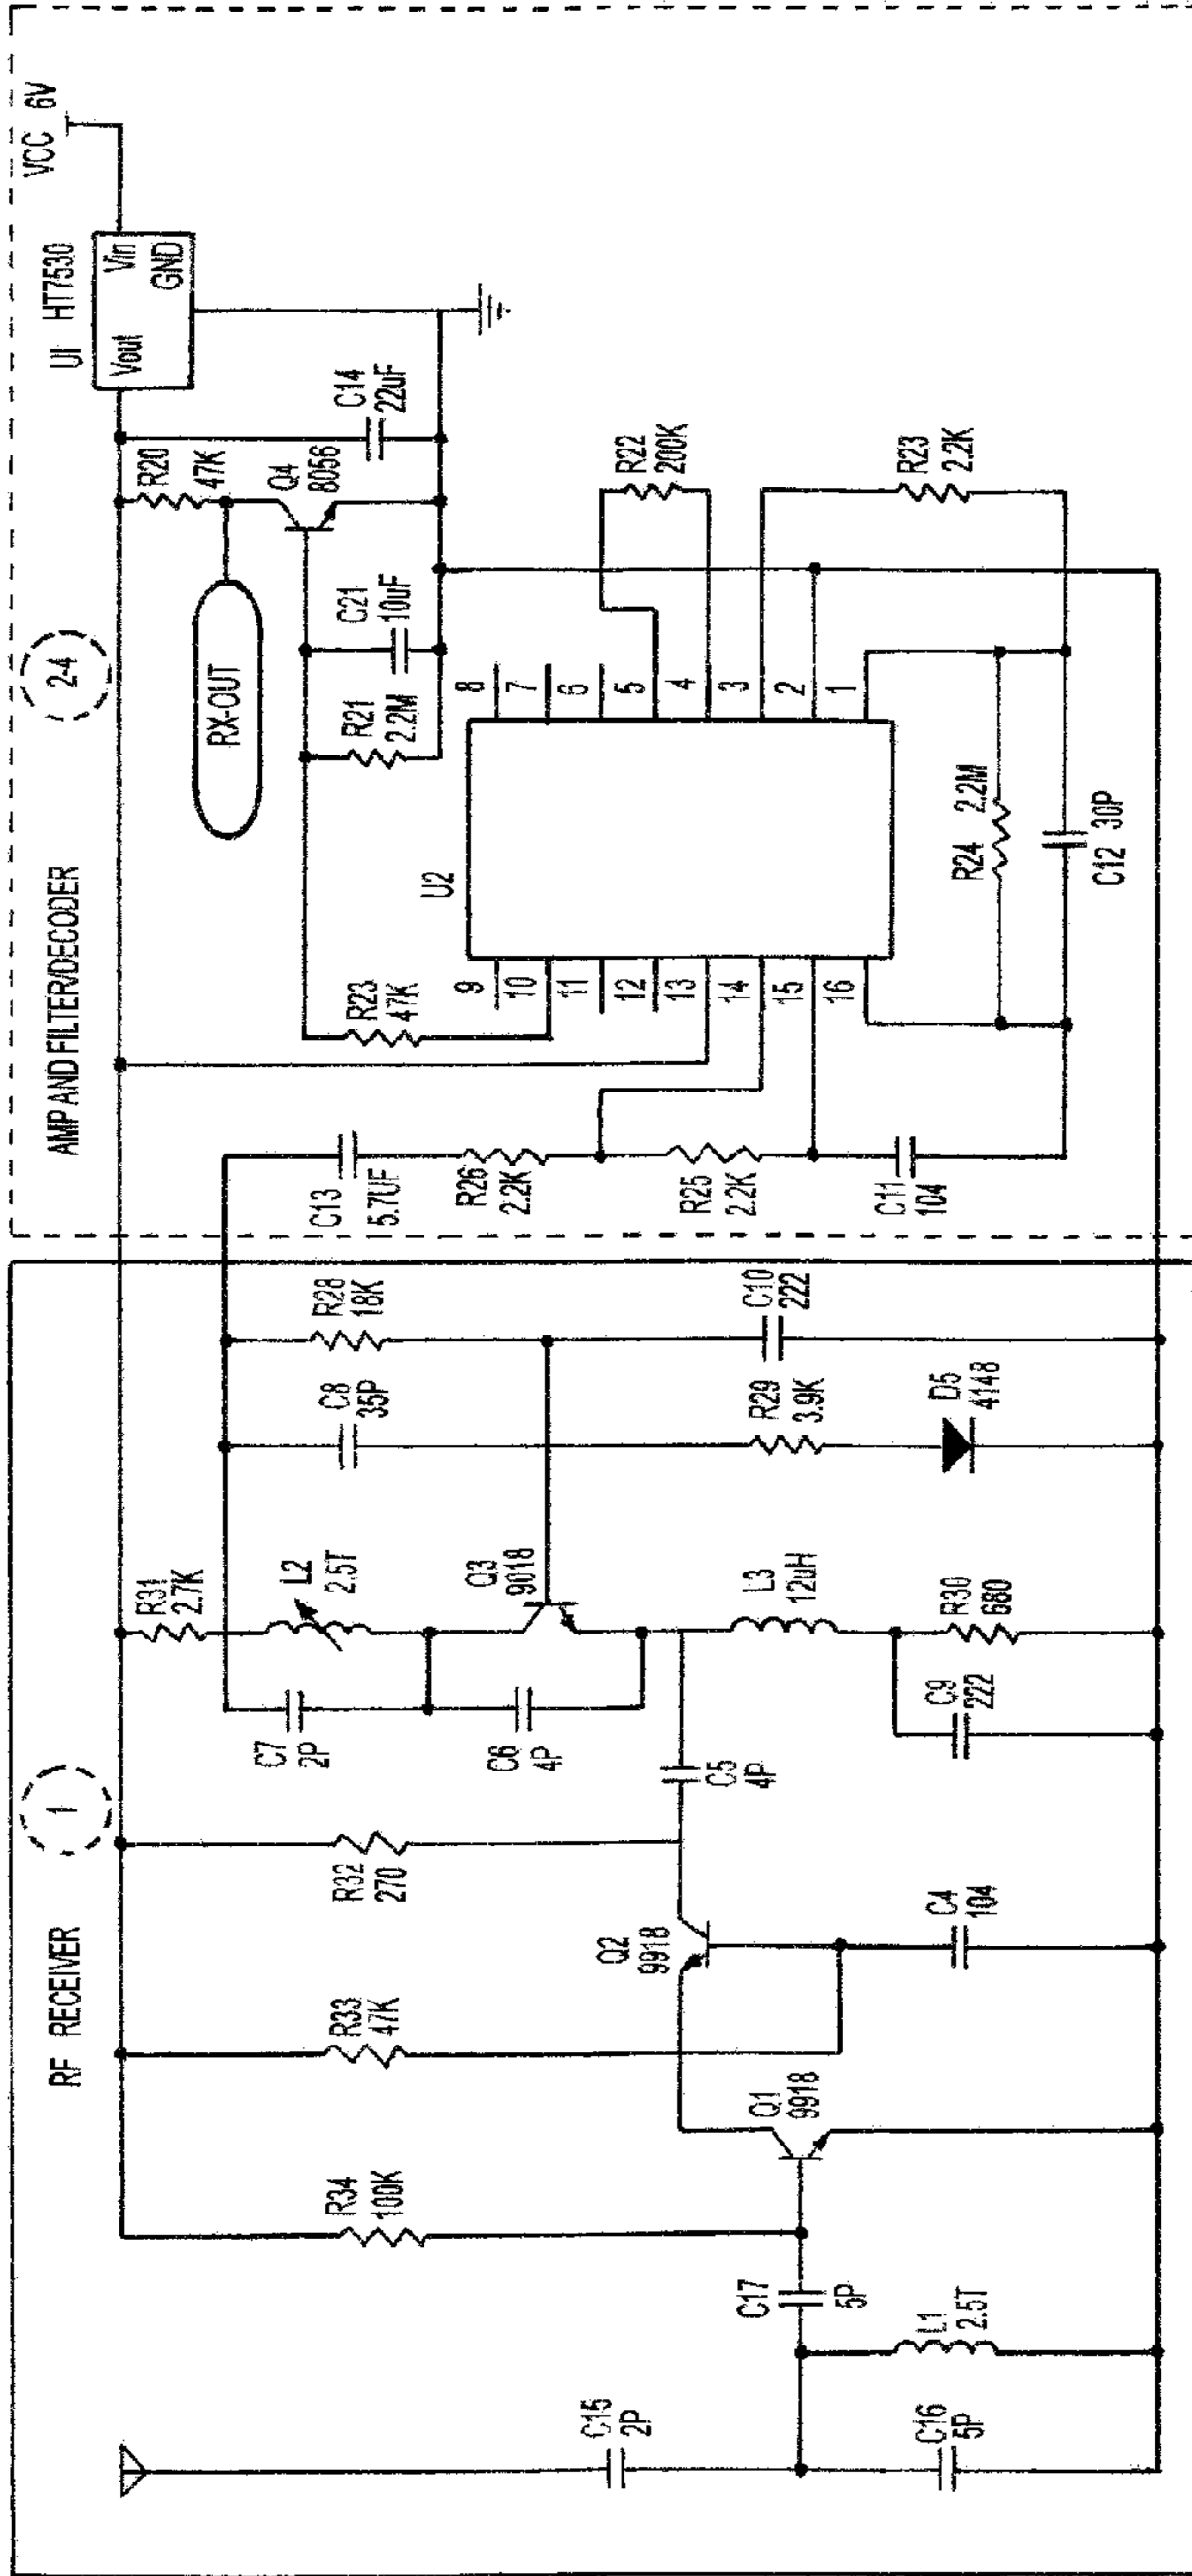 RF RECEIVER
1
AMP AND FILTER/DECODER
2-4
VCC 6V
UI HT7530
Vout
Vin
GND
R34
100K
R33
47K
R32
270
R31
2.7K
L2
2.5T
C7
2P
C6
4P
Q3
9018
C8
35P
R28
18K
C15
2P
C17
5P
C16
5P
L1
2.5T
Q1
9918
Q2
9918
C4
104
C5
4P
L3
12uH
C9
222
R30
680
R29
3.9K
D5
4148
C10
222
C13
5.7UF
R26
2.2K
R25
2.2K
C11
104
R23
47K
RX-OUT
R20
47K
Q4
8056
C14
22uF
R21
2.2M
C21
10uF
U2
9
10
11
12
13
14
15
16
8
7
6
5
4
3
2
1
R22
200K
R23
2.2K
R24
2.2M
C12 30P